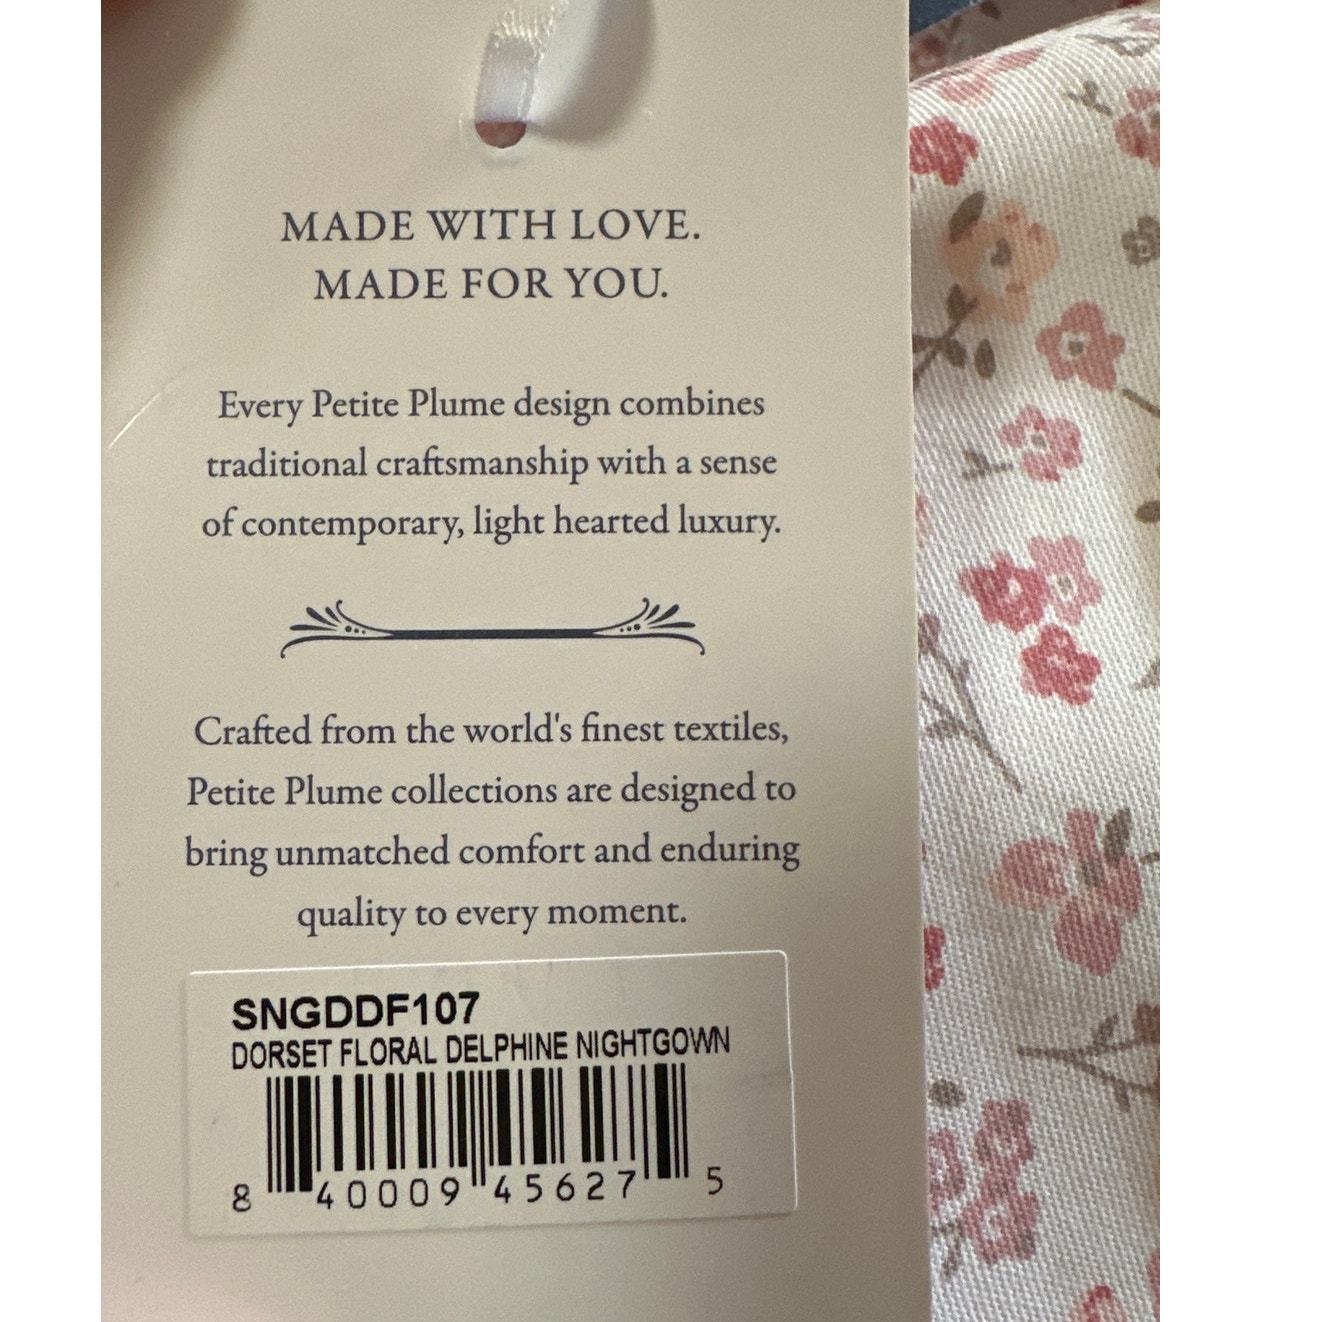 MADE WITH LOVE.
MADE FOR YOU.
Every Petite Plume design combines
traditional craftsmanship with a sense
of contemporary, light hearted luxury.
Crafted from the world's finest textiles,
Petite Plume collections are designed to
bring unmatched comfort and enduring
quality to every moment.
SNGDDF107
DORSET FLORAL DELPHINE NIGHTGOWN
8 40009 45627 5